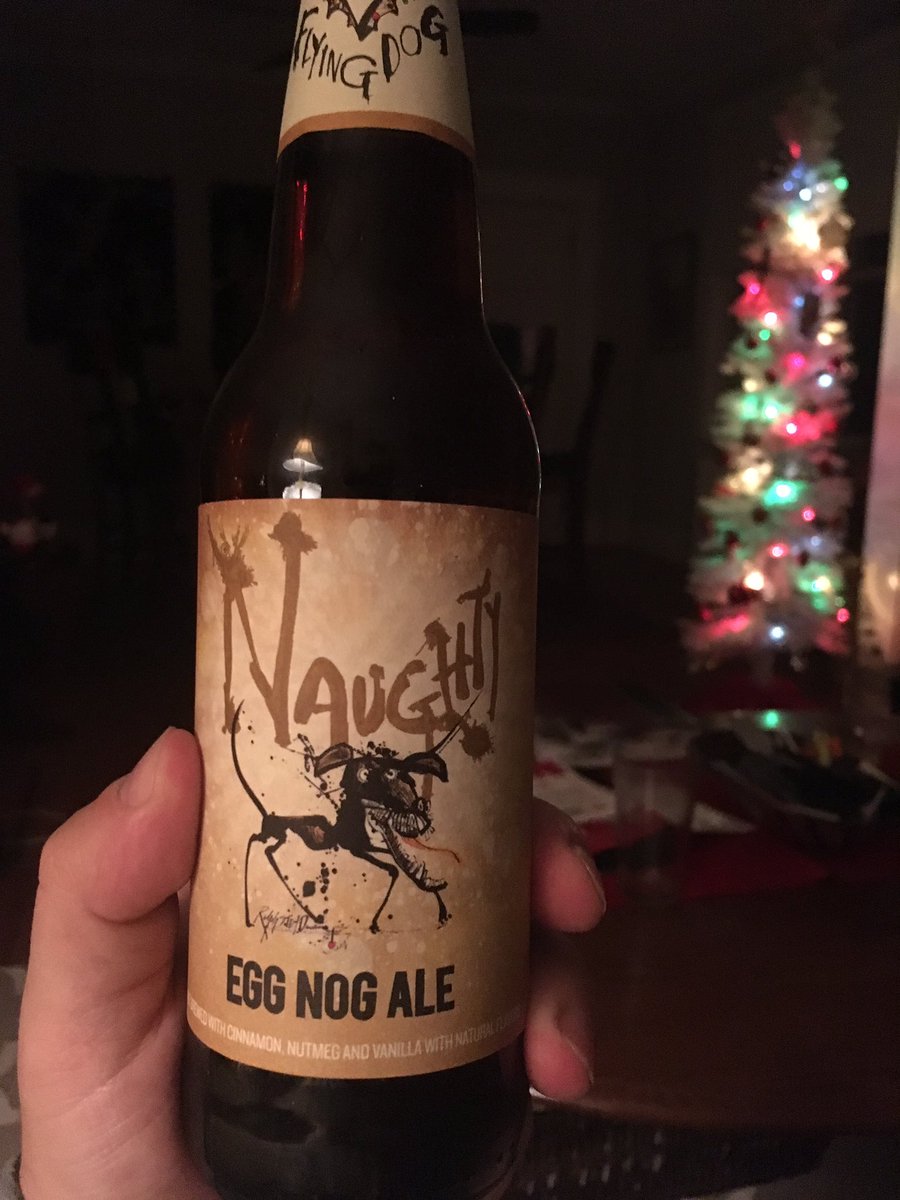 FLYING DOG
NAUGHTY
EGG NOG ALE
WITH CINNAMON, NUTMEG AND VANILLA WITH NATURAL